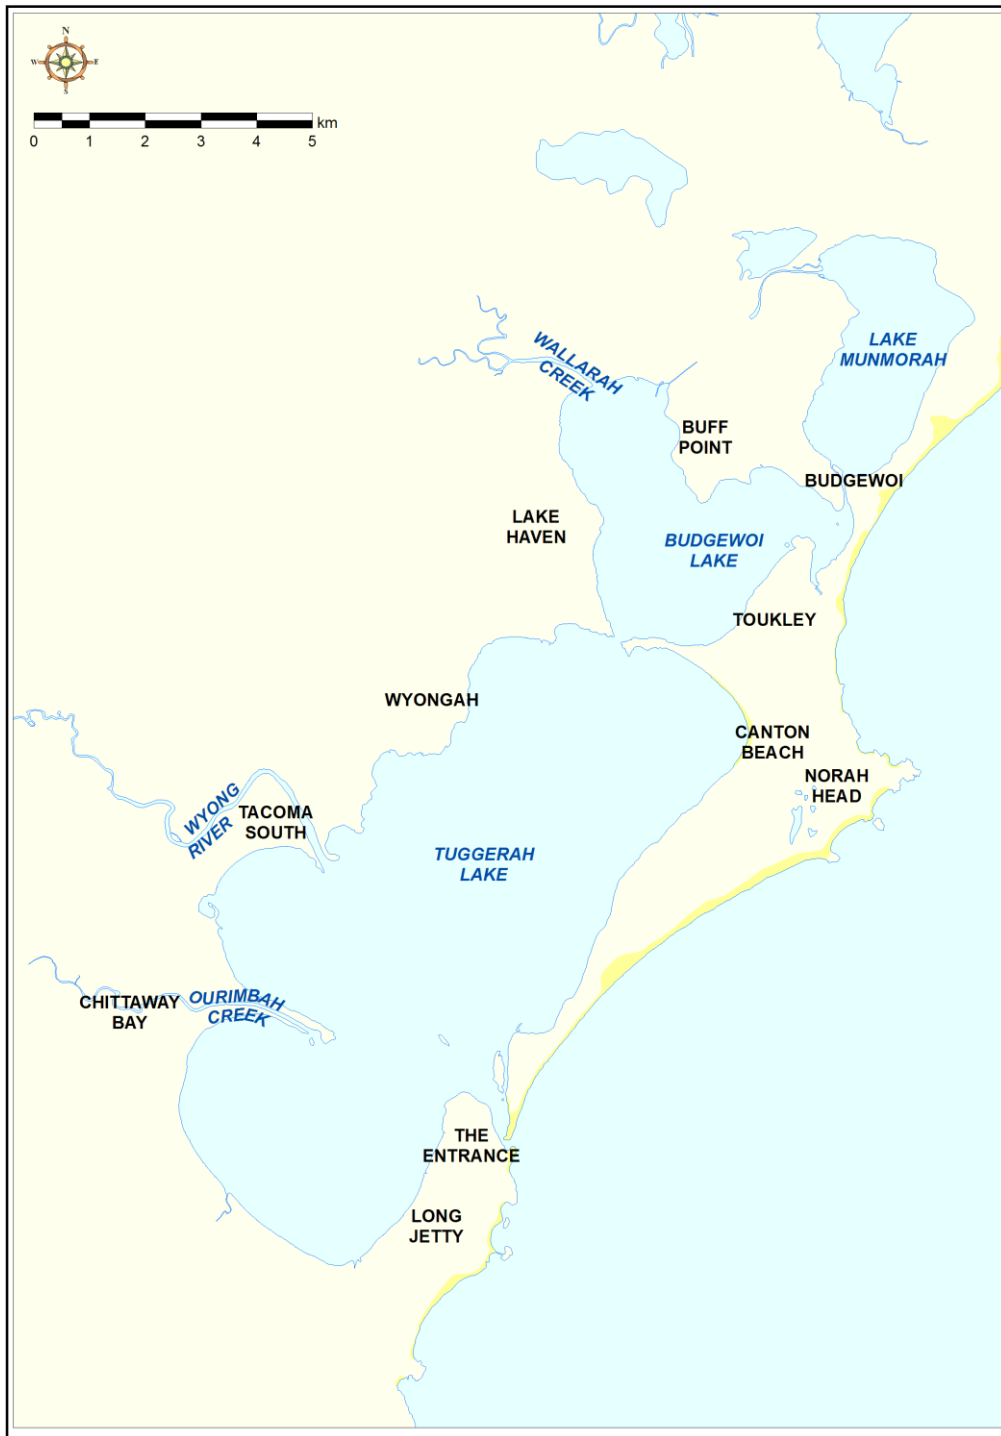 N
W
E
S
km
0 1 2 3 4 5
LAKE
MUNMORAH
WALLARAH
CREEK
BUFF
POINT
BUDGEWOI
LAKE
HAVEN
BUDGEWOI
LAKE
TOUKLEY
WYONGAH
CANTON
BEACH
NORAH
HEAD
WYONG
RIVER
TACOMA
SOUTH
TUGGERAH
LAKE
CHITTAWAY
BAY
OURIMBAH
CREEK
THE
ENTRANCE
LONG
JETTY